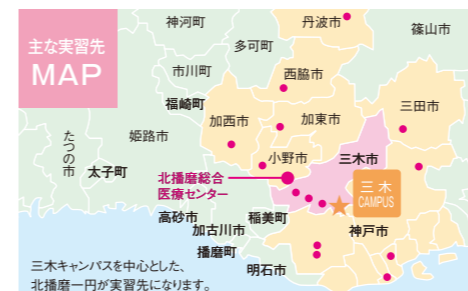 主な実習先
MAP
神河町
丹波市
篠山市
多可町
市川町
西脇市
福崎町
加西市
加東市
三田市
たつの市
姫路市
太子町
小野市
三木市
北播磨総合
医療センター
三木
CAMPUS
高砂市
稲美町
加古川市
神戸市
播磨町
明石市
三木キャンパスを中心とした、
北播磨一円が実習先になります。